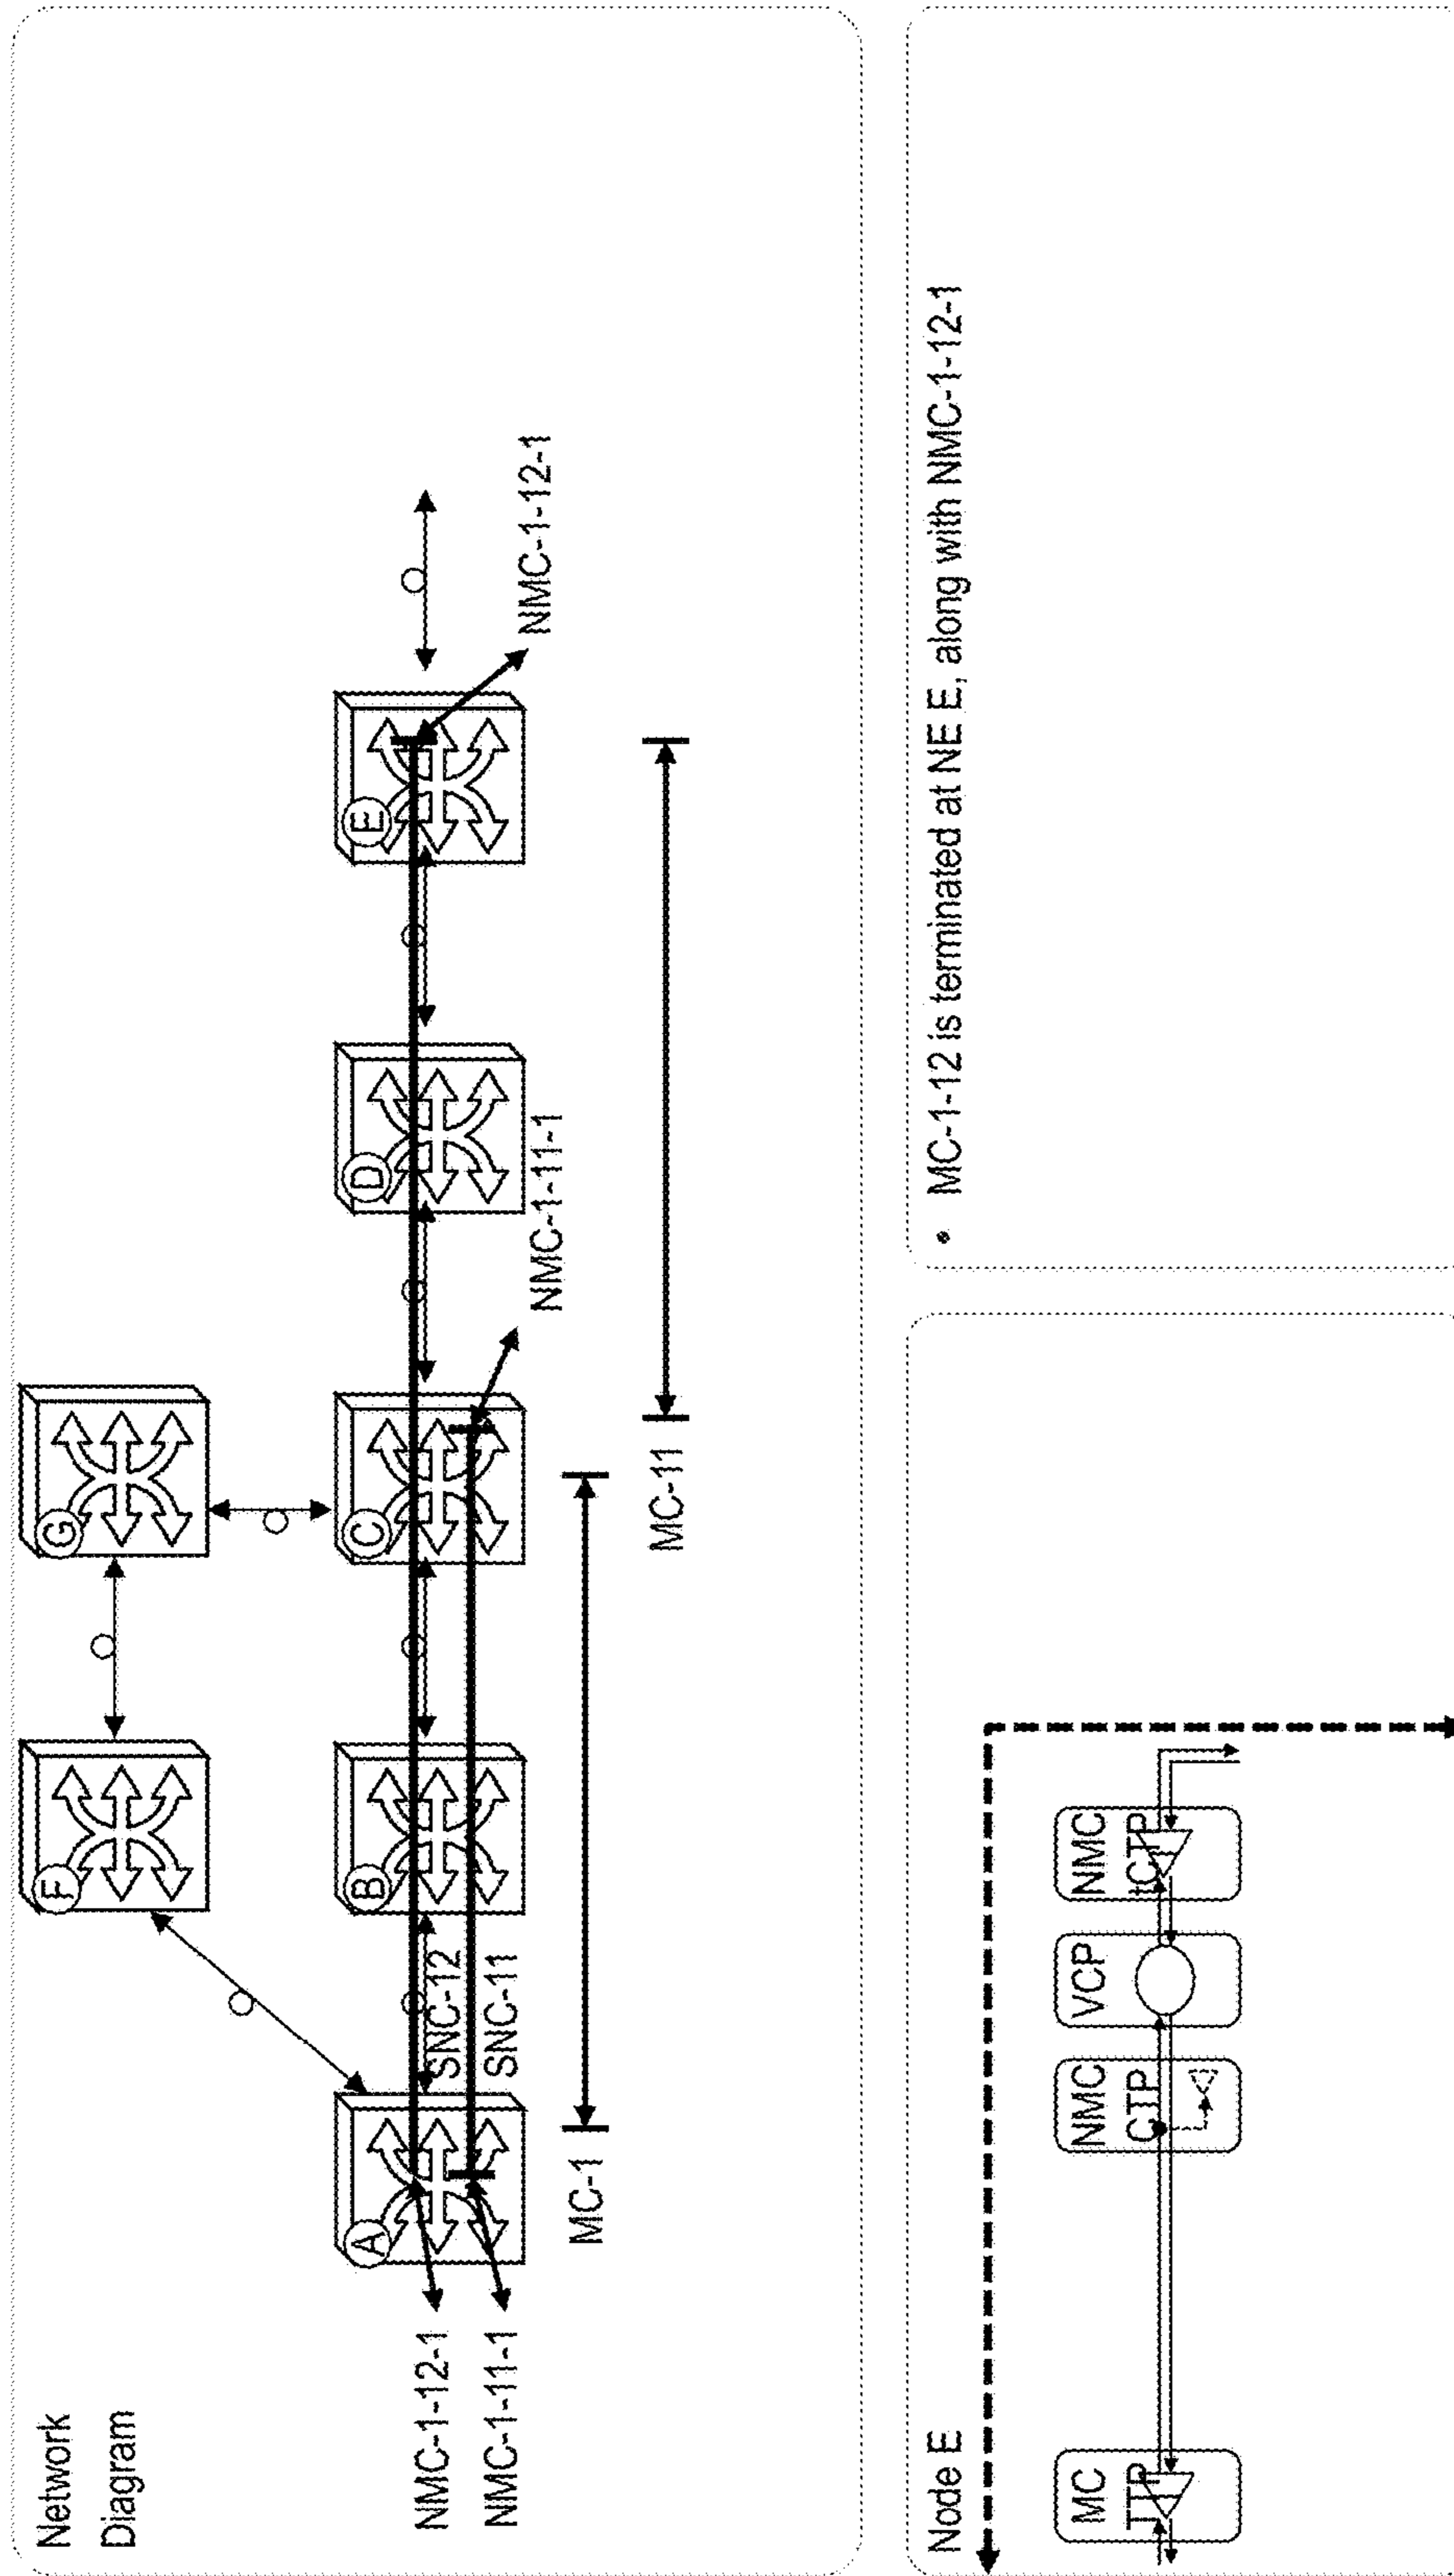 Network
Diagram
F
G
A
B
C
D
E
SNC-12
SNC-11
NMC-1-12-1
NMC-1-11-1
NMC-1-11-1
NMC-1-12-1
MC-1
MC-11
Node E
MC
TTP
NMC
CTP
VCP
NMC
tCTP
• MC-1-12 is terminated at NE E, along with NMC-1-12-1